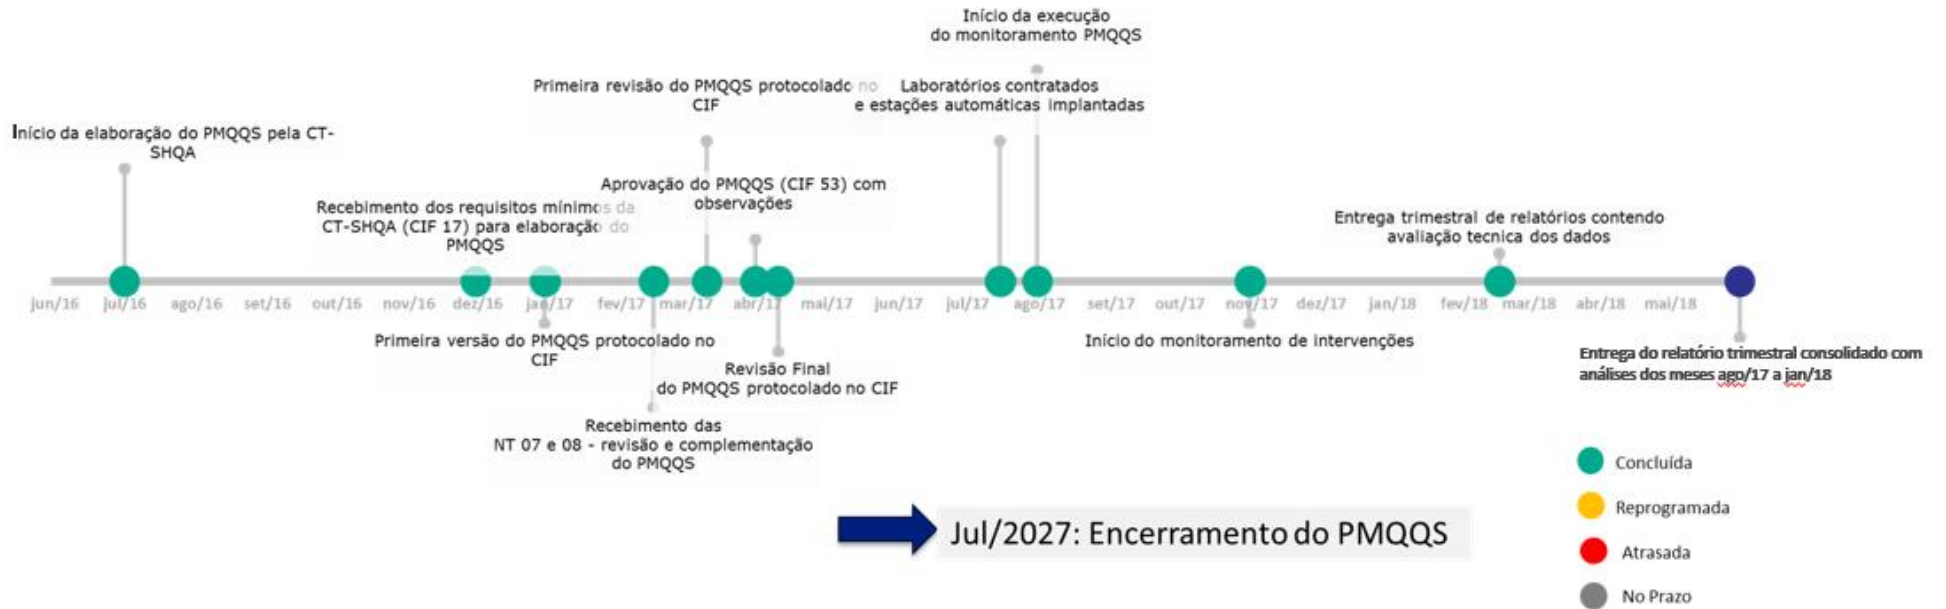 Início da execução
do monitoramento PMQQS
Primeira revisão do PMQQS protocolado no
CIF
Laboratórios contratados
e estações automáticas implantadas
Início da elaboração do PMQQS pela CT-
SHQA
Aprovação do PMQQS (CIF 53) com
observações
Recebimento dos requisitos mínimos da
CT-SHQA (CIF 17) para elaboração do
PMQQS
Entrega trimestral de relatórios contendo
avaliação tecnica dos dados
jun/16 jul/16 ago/16 set/16 out/16 nov/16 dez/16 jan/17 fev/17 mar/17 abr/17 mai/17 jun/17 jul/17 ago/17 set/17 out/17 nov/17 dez/17 jan/18 fev/18 mar/18 abr/18 mai/18
Primeira versão do PMQQS protocolado no
CIF
Início do monitoramento de intervenções
Entrega do relatório trimestral consolidado com
análises dos meses ago/17 a jan/18
Revisão Final
do PMQQS protocolado no CIF
Recebimento das
NT 07 e 08 - revisão e complementação
do PMQQS
Jul/2027: Encerramento do PMQQS
Concluída
Reprogramada
Atrasada
No Prazo